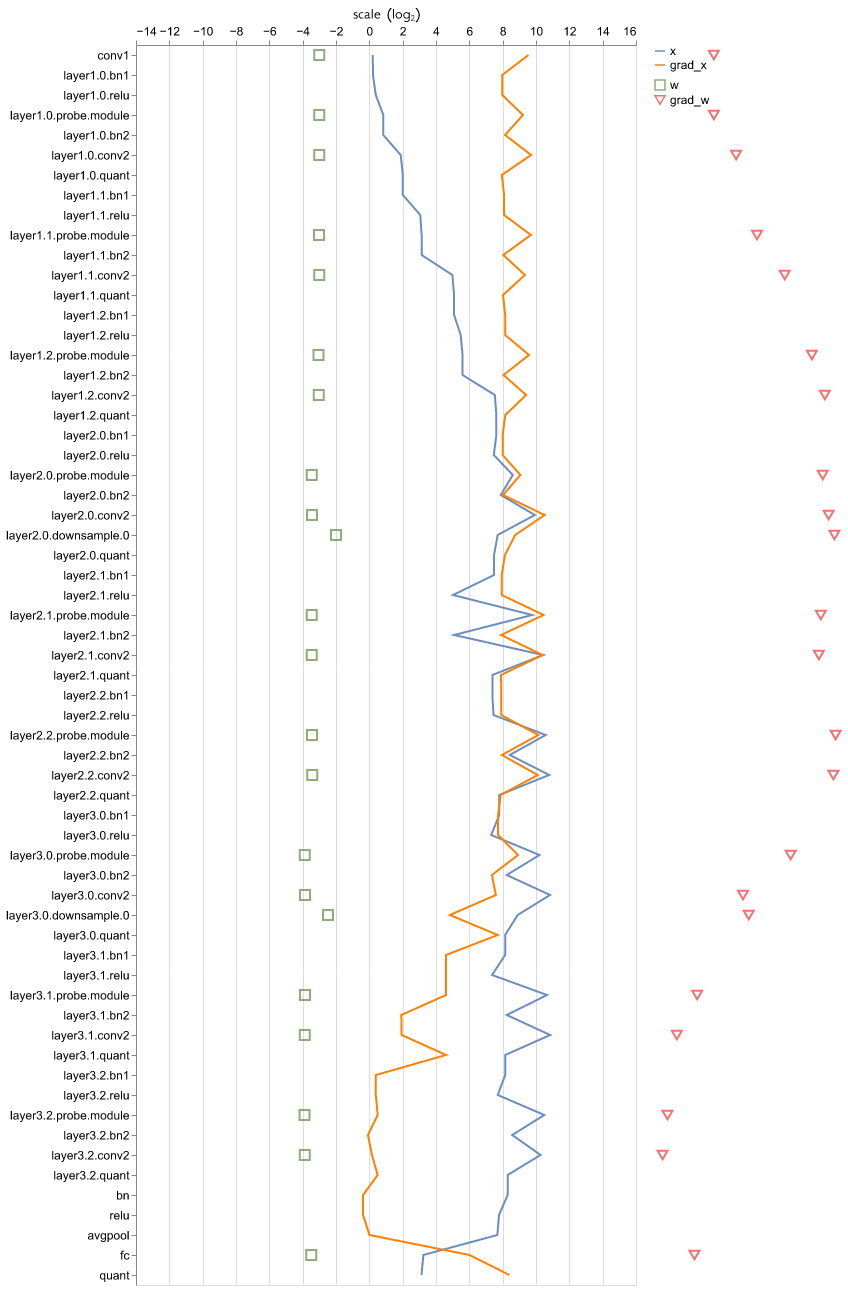 scale (log₂)
−14 −12 −10 −8 −6 −4 −2 0 2 4 6 8 10 12 14 16
x
grad_x
w
grad_w
conv1
layer1.0.bn1
layer1.0.relu
layer1.0.probe.module
layer1.0.bn2
layer1.0.conv2
layer1.0.quant
layer1.1.bn1
layer1.1.relu
layer1.1.probe.module
layer1.1.bn2
layer1.1.conv2
layer1.1.quant
layer1.2.bn1
layer1.2.relu
layer1.2.probe.module
layer1.2.bn2
layer1.2.conv2
layer1.2.quant
layer2.0.bn1
layer2.0.relu
layer2.0.probe.module
layer2.0.bn2
layer2.0.conv2
layer2.0.downsample.0
layer2.0.quant
layer2.1.bn1
layer2.1.relu
layer2.1.probe.module
layer2.1.bn2
layer2.1.conv2
layer2.1.quant
layer2.2.bn1
layer2.2.relu
layer2.2.probe.module
layer2.2.bn2
layer2.2.conv2
layer2.2.quant
layer3.0.bn1
layer3.0.relu
layer3.0.probe.module
layer3.0.bn2
layer3.0.conv2
layer3.0.downsample.0
layer3.0.quant
layer3.1.bn1
layer3.1.relu
layer3.1.probe.module
layer3.1.bn2
layer3.1.conv2
layer3.1.quant
layer3.2.bn1
layer3.2.relu
layer3.2.probe.module
layer3.2.bn2
layer3.2.conv2
layer3.2.quant
bn
relu
avgpool
fc
quant